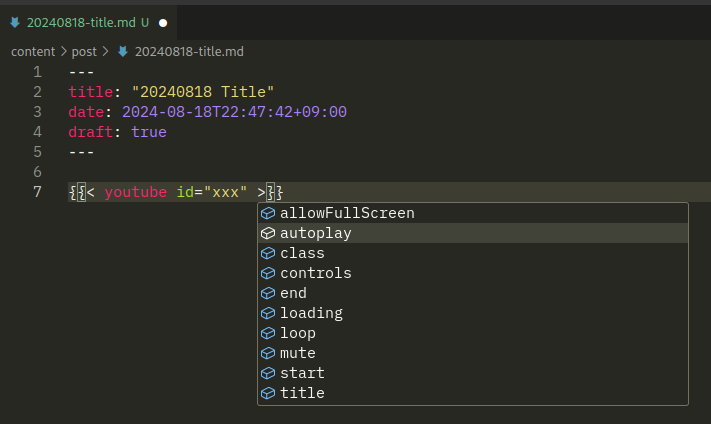 20240818-title.md U
content > post > 20240818-title.md
1 ---
2 title: "20240818 Title"
3 date: 2024-08-18T22:47:42+09:00
4 draft: true
5 ---
6
7 {{< youtube id="xxx" >}}
allowFullScreen
autoplay
class
controls
end
loading
loop
mute
start
title